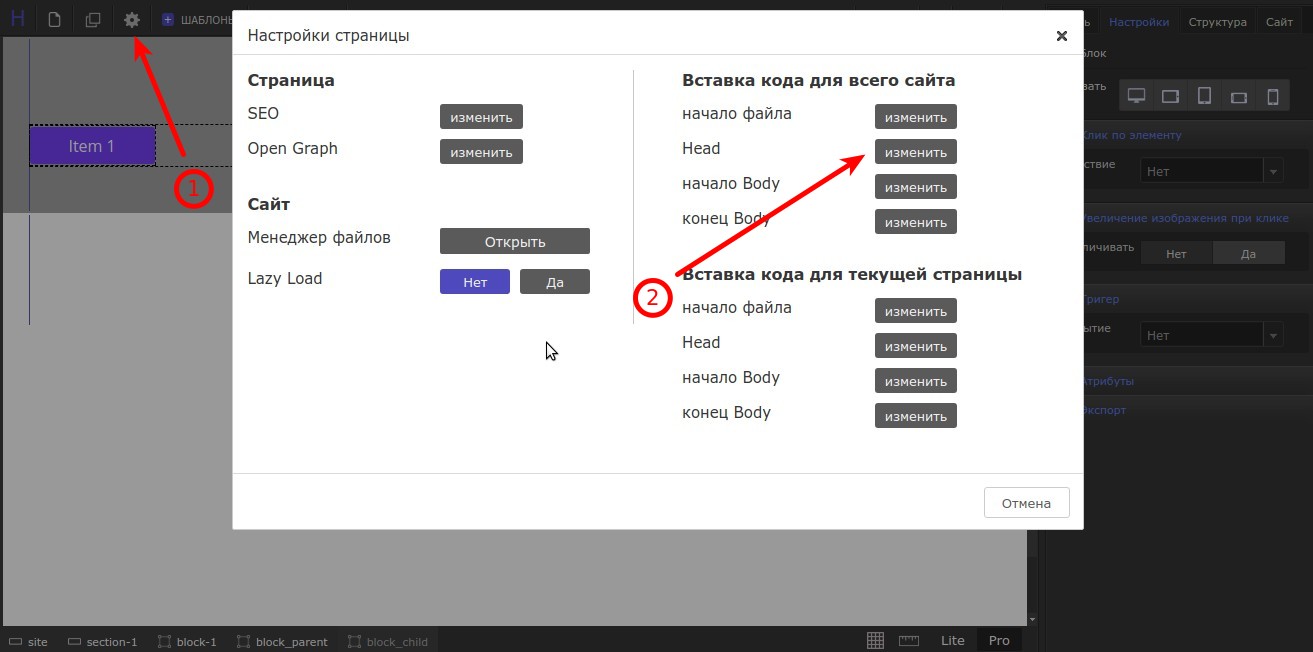 H
ШАБЛОНЫ
Настройки
Структура
Сайт
Настройки страницы
Страница
SEO
изменить
Open Graph
изменить
Сайт
Менеджер файлов
Открыть
Lazy Load
Нет
Да
Вставка кода для всего сайта
начало файла
изменить
Head
изменить
начало Body
изменить
конец Body
изменить
Вставка кода для текущей страницы
начало файла
изменить
Head
изменить
начало Body
изменить
конец Body
изменить
Отмена
Item 1
1
2
лок
вать
Клик по элементу
ствие
Нет
Увеличение изображения при клике
личивать
Нет
Да
Тригер
ытие
Нет
Атрибуты
Экспорт
site
section-1
block-1
block_parent
block_child
Lite
Pro